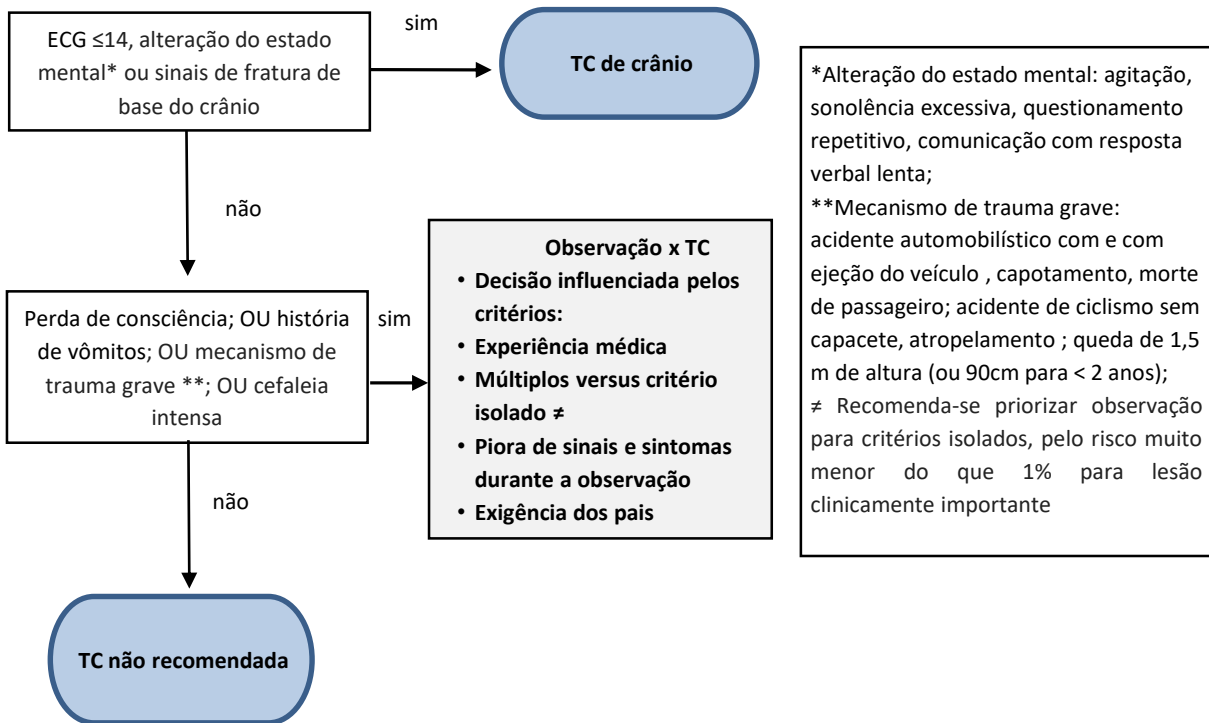 ECG ≤14, alteração do estado
mental* ou sinais de fratura de
base do crânio
sim
TC de crânio
não
Perda de consciência; OU história
de vômitos; OU mecanismo de
trauma grave **; OU cefaleia
intensa
sim
Observação x TC
• Decisão influenciada pelos
critérios:
• Experiência médica
• Múltiplos versus critério
isolado ≠
• Piora de sinais e sintomas
durante a observação
• Exigência dos pais
não
TC não recomendada
*Alteração do estado mental: agitação,
sonolência excessiva, questionamento
repetitivo, comunicação com resposta
verbal lenta;
**Mecanismo de trauma grave:
acidente automobilístico com e com
ejeção do veículo , capotamento, morte
de passageiro; acidente de ciclismo sem
capacete, atropelamento ; queda de 1,5
m de altura (ou 90cm para < 2 anos);
≠ Recomenda-se priorizar observação
para critérios isolados, pelo risco muito
menor do que 1% para lesão
clinicamente importante